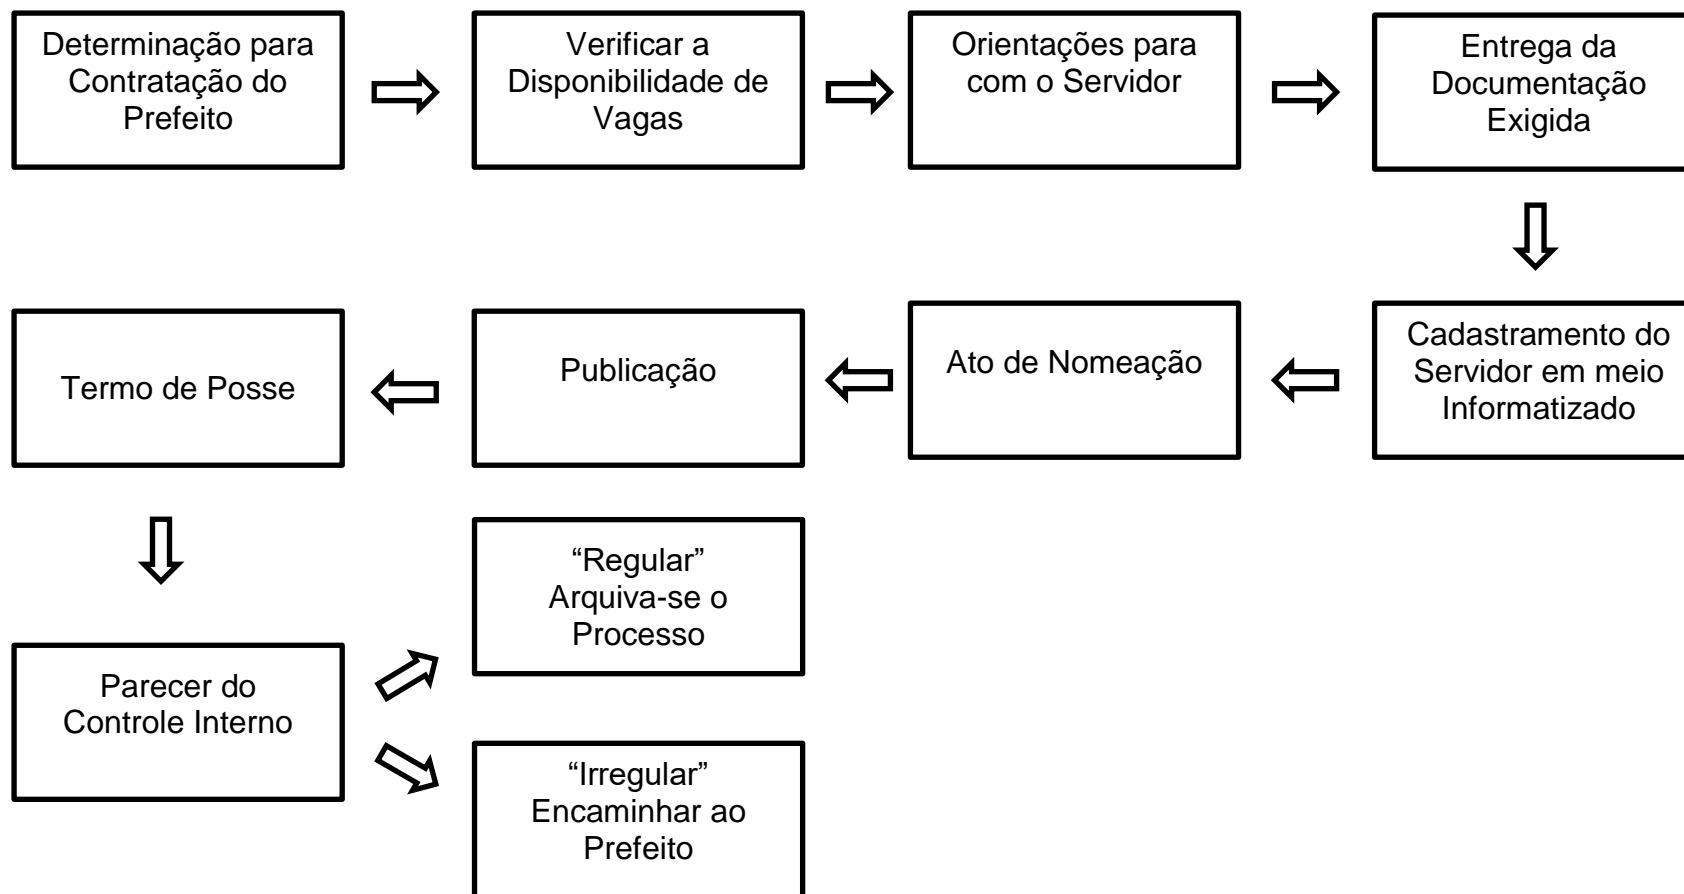 Determinação para
Contratação do
Prefeito
Verificar a
Disponibilidade de
Vagas
Orientações para
com o Servidor
Entrega da
Documentação
Exigida
Cadastramento do
Servidor em meio
Informatizado
Ato de Nomeação
Publicação
Termo de Posse
Parecer do
Controle Interno
“Regular”
Arquiva-se o
Processo
“Irregular”
Encaminhar ao
Prefeito